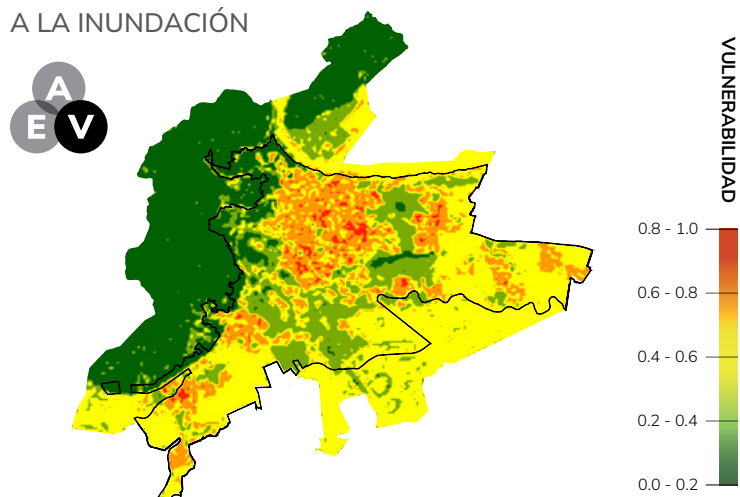 A LA INUNDACIÓN
A
E V
VULNERABILIDAD
0.8 - 1.0
0.6 - 0.8
0.4 - 0.6
0.2 - 0.4
0.0 - 0.2